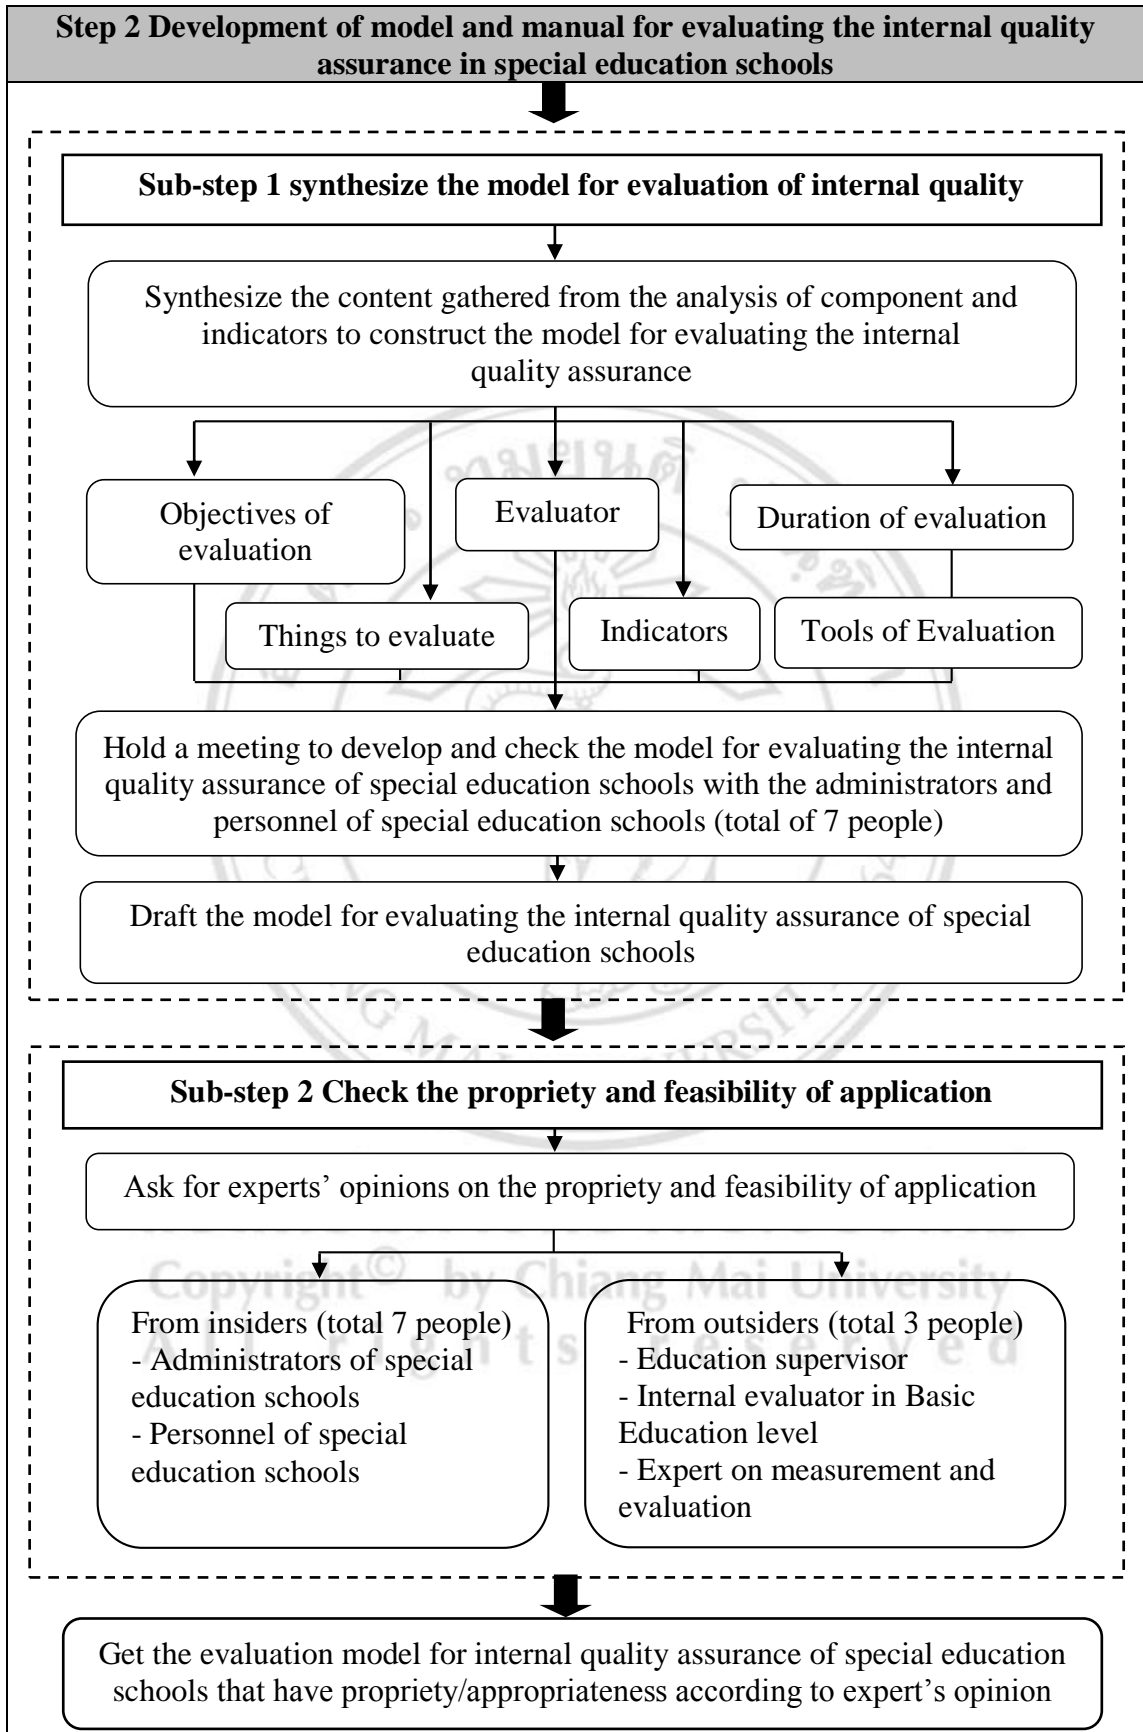 Step 2 Development of model and manual for evaluating the internal quality
assurance in special education schools
Sub-step 1 synthesize the model for evaluation of internal quality
Synthesize the content gathered from the analysis of component and
indicators to construct the model for evaluating the internal
quality assurance
Objectives of
evaluation
Evaluator
Duration of evaluation
Things to evaluate
Indicators
Tools of Evaluation
Hold a meeting to develop and check the model for evaluating the internal
quality assurance of special education schools with the administrators and
personnel of special education schools (total of 7 people)
Draft the model for evaluating the internal quality assurance of special
education schools
Sub-step 2 Check the propriety and feasibility of application
Ask for experts’ opinions on the propriety and feasibility of application
From insiders (total 7 people)
- Administrators of special
education schools
- Personnel of special
education schools
From outsiders (total 3 people)
- Education supervisor
- Internal evaluator in Basic
Education level
- Expert on measurement and
evaluation
Copyright© by Chiang Mai University
All rights reserved
Get the evaluation model for internal quality assurance of special education
schools that have propriety/appropriateness according to expert’s opinion